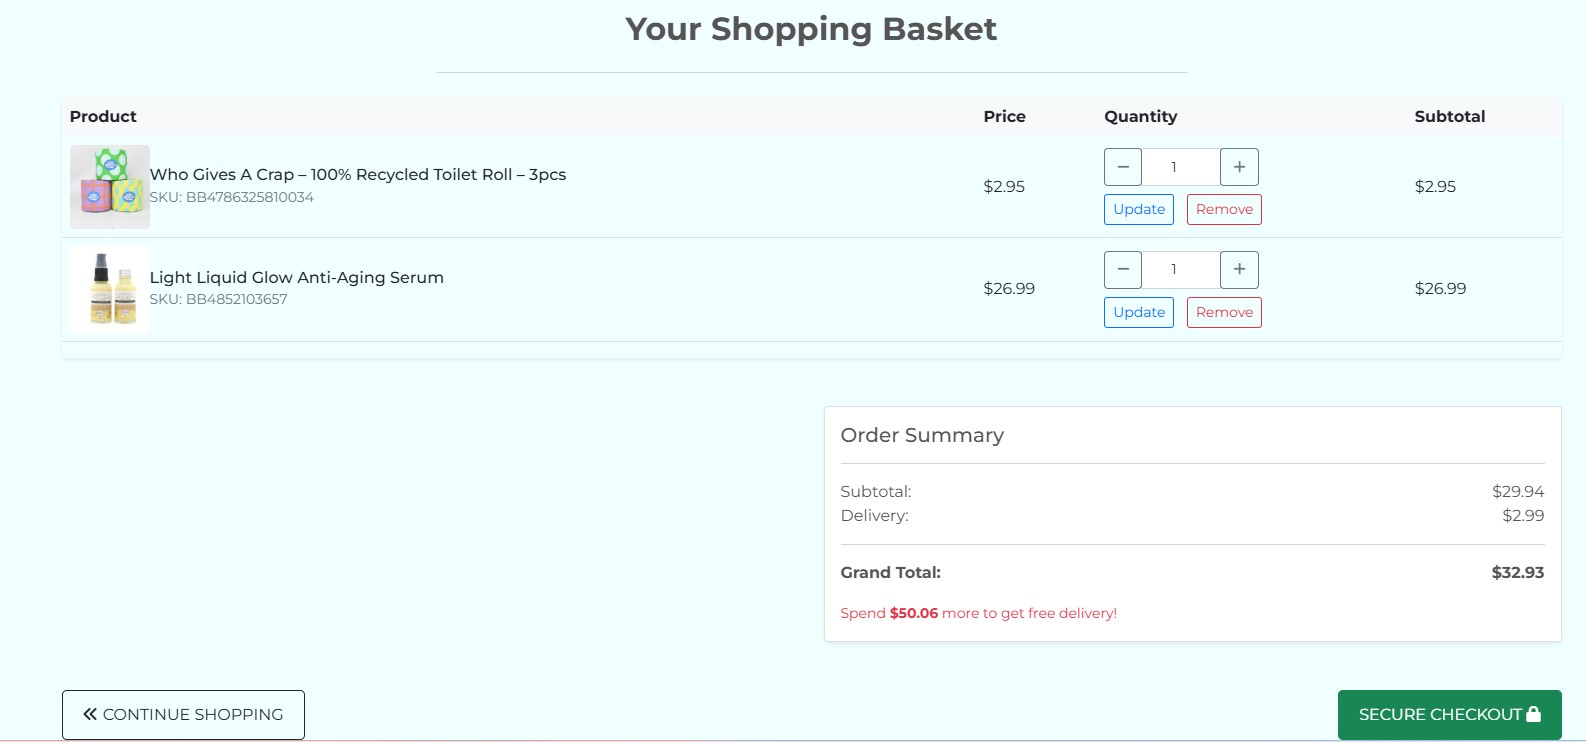 Your Shopping Basket
Product Price Quantity Subtotal
Who Gives A Crap – 100% Recycled Toilet Roll – 3pcs
SKU: BB4786325810034
$2.95
− 1 +
Update Remove
$2.95
Light Liquid Glow Anti-Aging Serum
SKU: BB4852103657
$26.99
− 1 +
Update Remove
$26.99
Order Summary
Subtotal: $29.94
Delivery: $2.99
Grand Total: $32.93
Spend $50.06 more to get free delivery!
CONTINUE SHOPPING
SECURE CHECKOUT